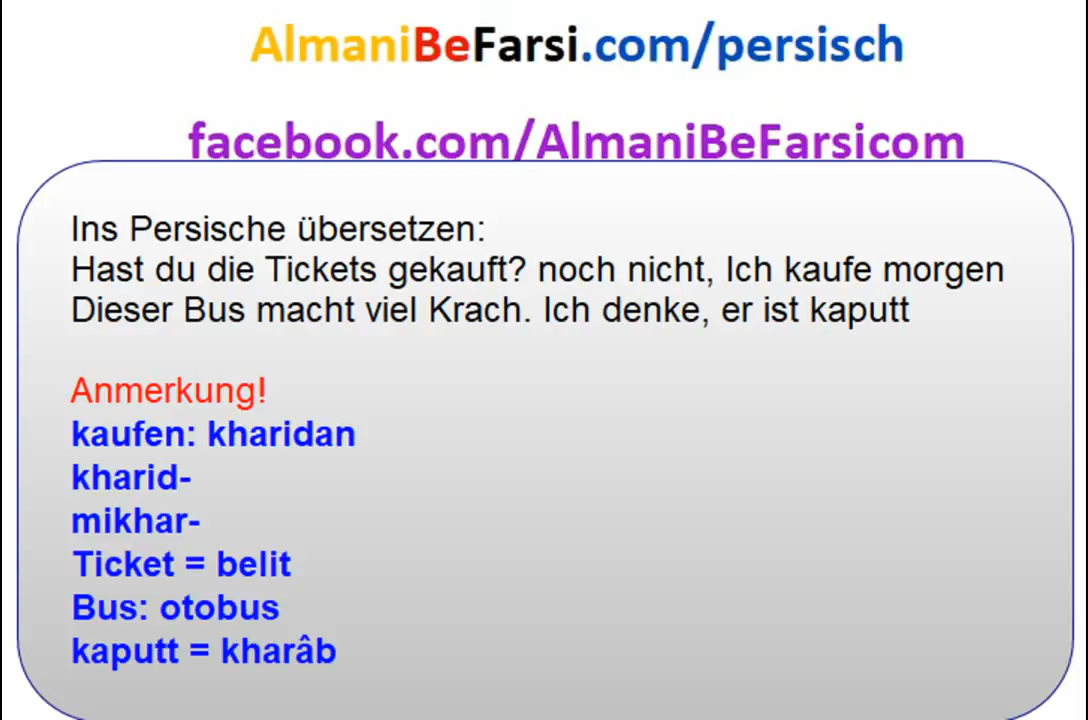 AlmaniBeFarsi.com/persisch
facebook.com/AlmaniBeFarsicom
Ins Persische übersetzen:
Hast du die Tickets gekauft? noch nicht, Ich kaufe morgen
Dieser Bus macht viel Krach. Ich denke, er ist kaputt
Anmerkung!
kaufen: kharidan
kharid-
mikhar-
Ticket = belit
Bus: otobus
kaputt = kharâb